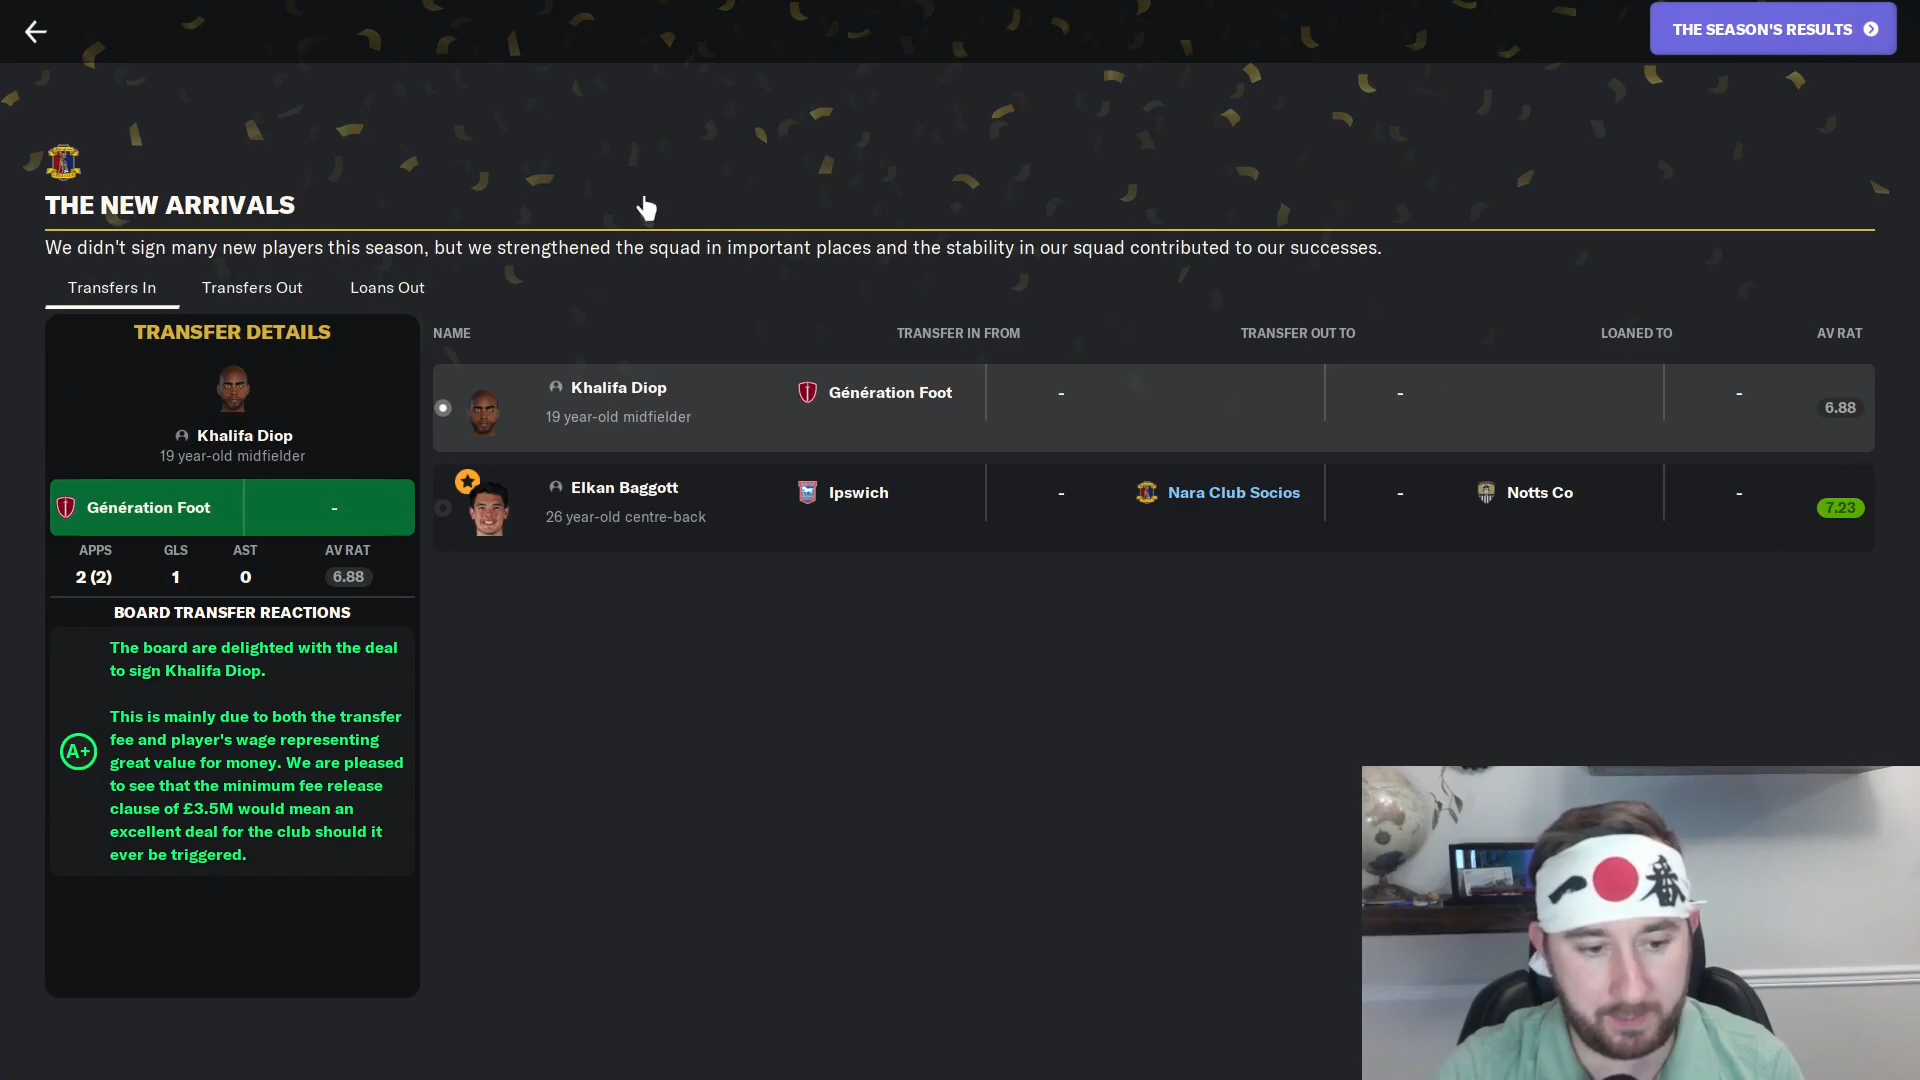 THE SEASON'S RESULTS
THE NEW ARRIVALS
We didn't sign many new players this season, but we strengthened the squad in important places and the stability in our squad contributed to our successes.
Transfers In Transfers Out Loans Out
TRANSFER DETAILS
Khalifa Diop
19 year-old midfielder
Génération Foot -
APPS GLS AST AV RAT
2 (2) 1 0 6.88
BOARD TRANSFER REACTIONS
A+
The board are delighted with the deal
to sign Khalifa Diop.
This is mainly due to both the transfer
fee and player's wage representing
great value for money. We are pleased
to see that the minimum fee release
clause of £3.5M would mean an
excellent deal for the club should it
ever be triggered.
NAME TRANSFER IN FROM TRANSFER OUT TO LOANED TO AV RAT
Khalifa Diop Génération Foot - - - 6.88
19 year-old midfielder
Elkan Baggott Ipswich - Nara Club Socios - Notts Co - 7.23
26 year-old centre-back
一番